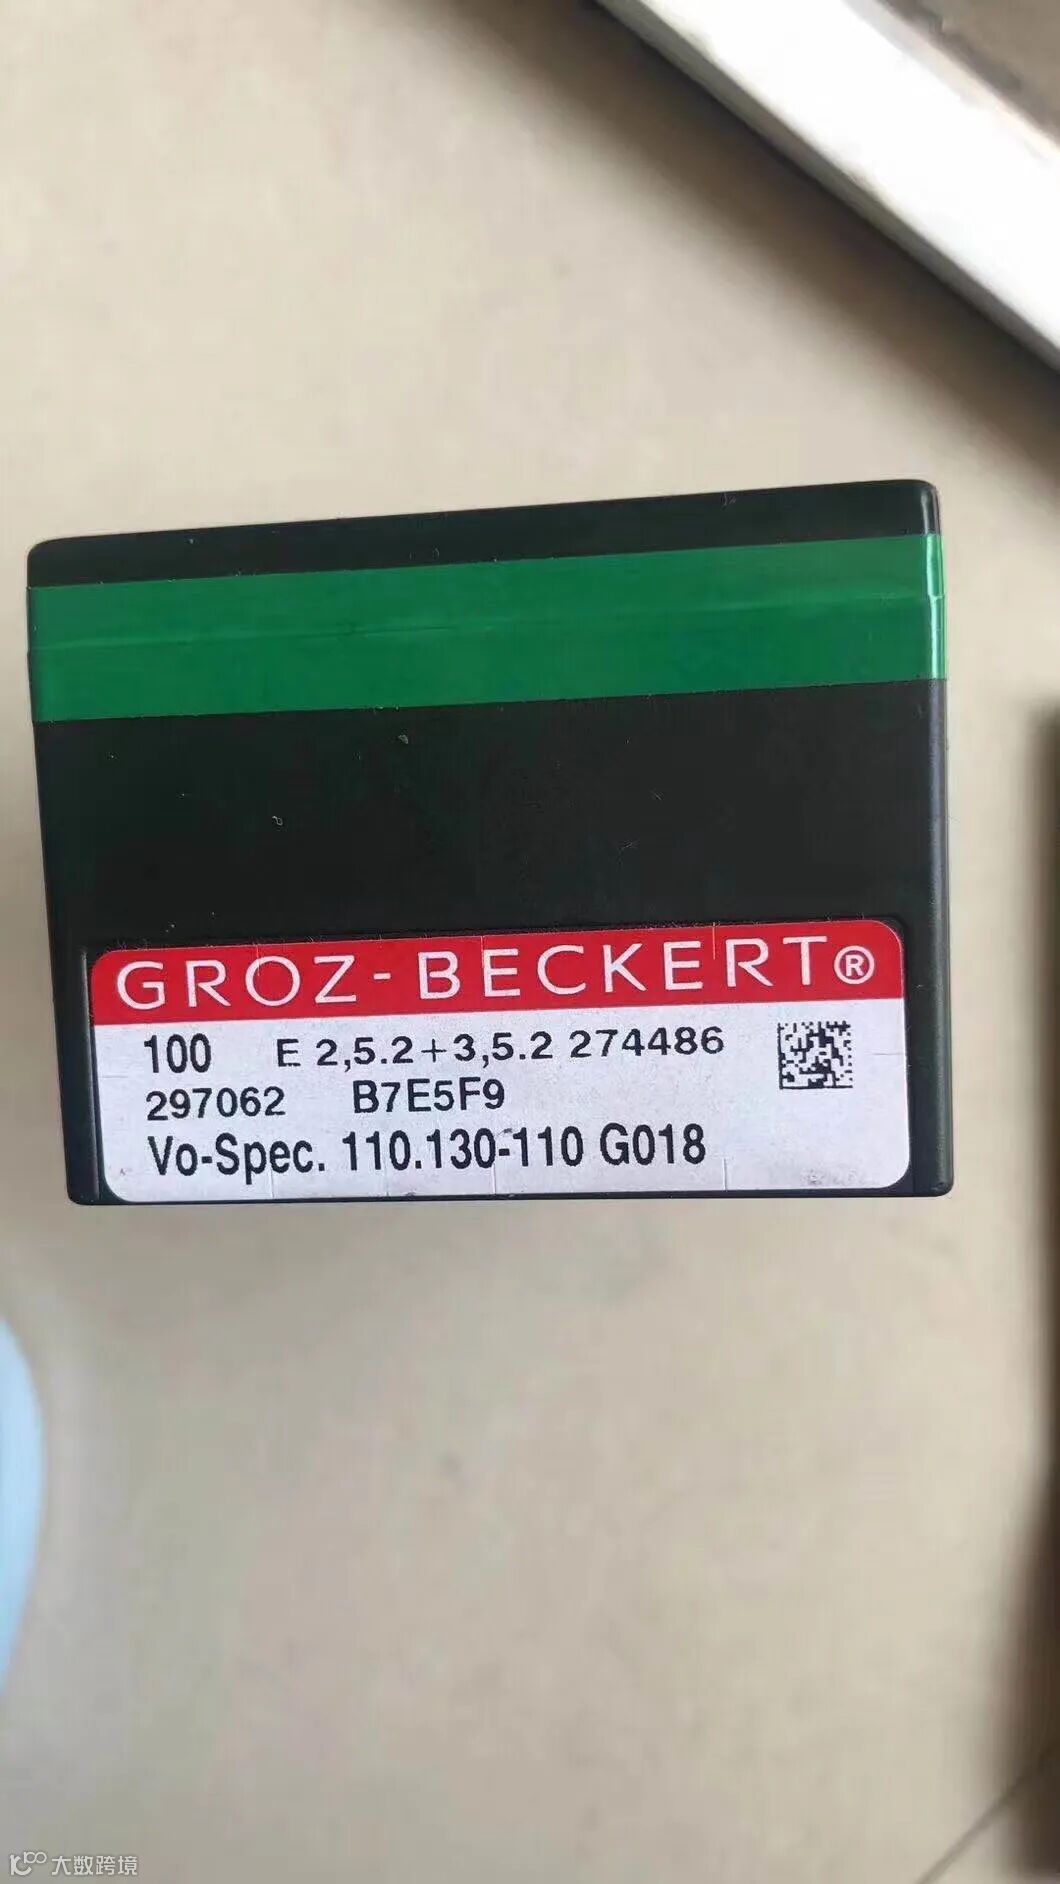 GROZ-BECKERT®
100 E 2,5.2+3,5.2 274486
297062 B7E5F9
Vo-Spec. 110.130-110 G018
大数跨境